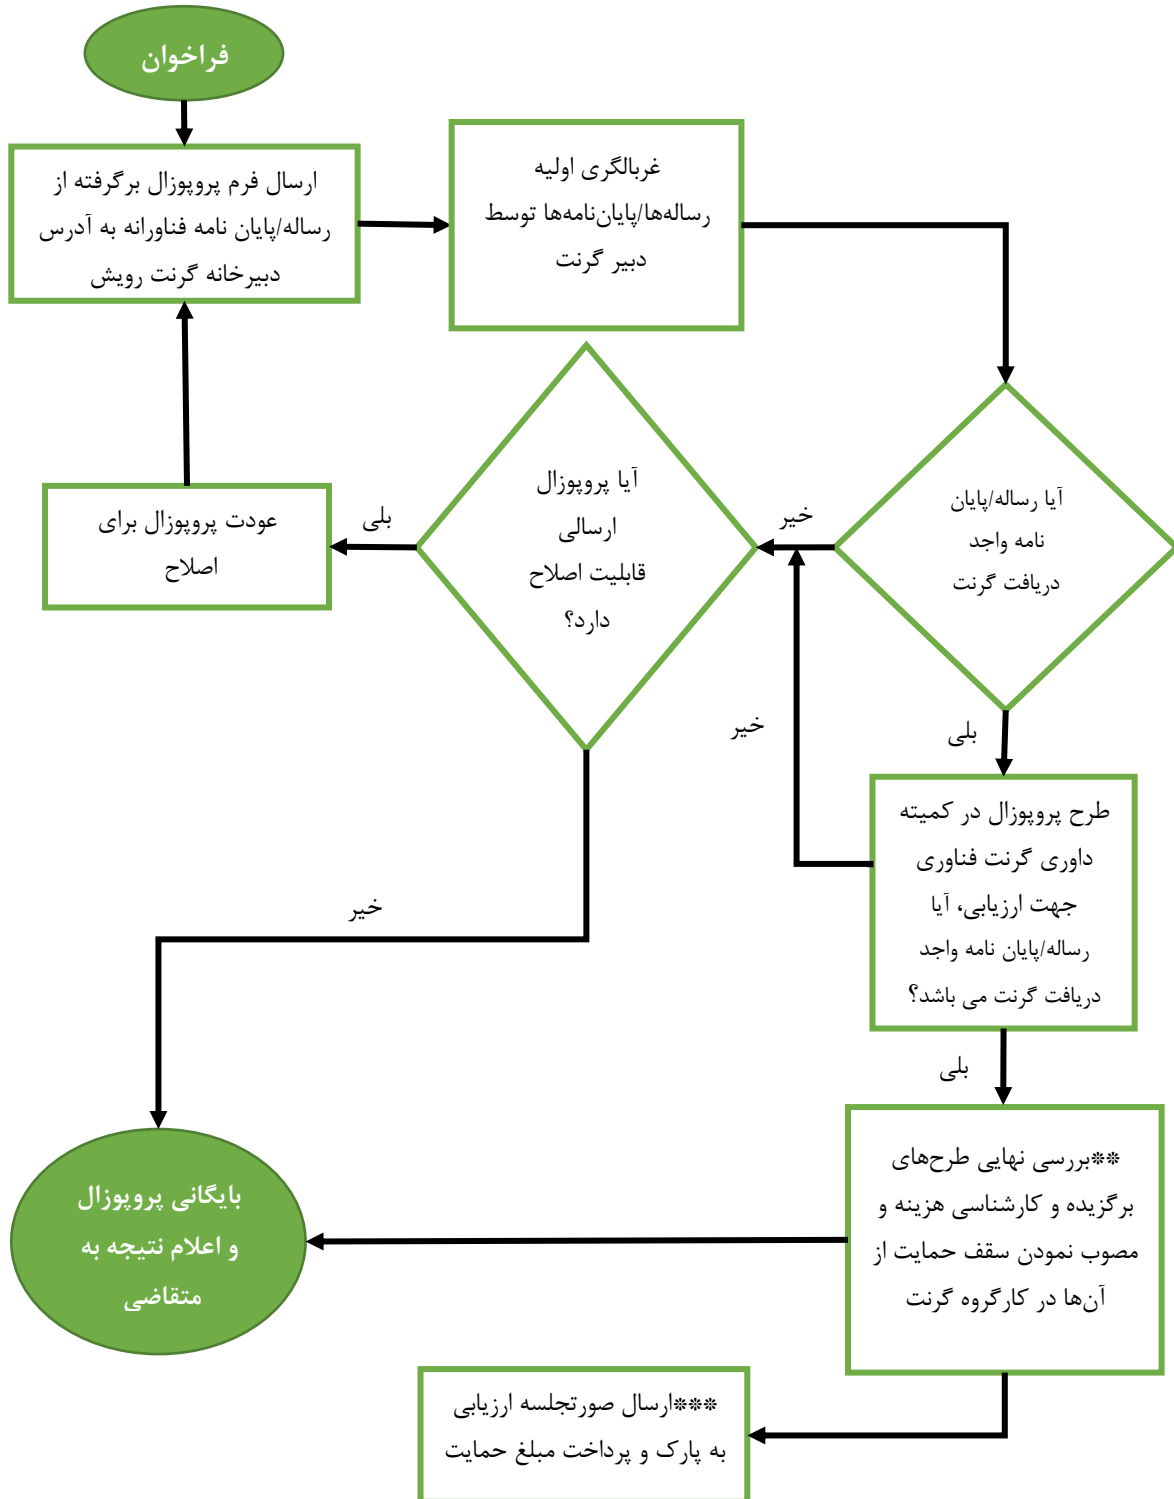 فراخوان
ارسال فرم پروپوزال برگرفته از
رساله/پایان نامه فناورانه به آدرس
دبیرخانه گرنت رویش
غربالگری اولیه
رساله‌ها/پایان‌نامه‌ها توسط
دبیر گرنت
آیا رساله/پایان
نامه واجد
دریافت گرنت
خیر
آیا پروپوزال
ارسالی
قابلیت اصلاح
دارد؟
بلی
عودت پروپوزال برای
اصلاح
بلی
خیر
طرح پروپوزال در کمیته
داوری گرنت فناوری
جهت ارزیابی، آیا
رساله/پایان نامه واجد
دریافت گرنت می باشد؟
خیر
بلی
**بررسی نهایی طرح‌های
برگزیده و کارشناسی هزینه و
مصوب نمودن سقف حمایت از
آن‌ها در کارگروه گرنت
بایگانی پروپوزال
و اعلام نتیجه به
متقاضی
***ارسال صورتجلسه ارزیابی
به پارک و پرداخت مبلغ حمایت